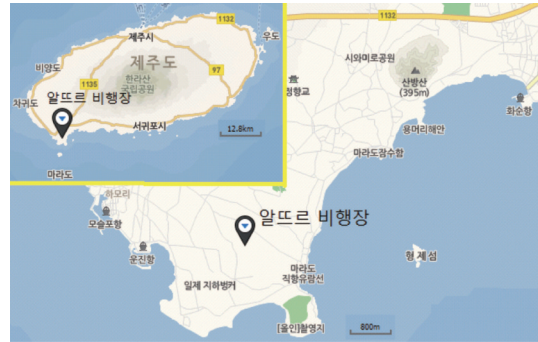 1132
제주시
우도
제주도
비양도
한라산
국립공원
97
1135
차귀도
알뜨르 비행장
서귀포시
12.8km
마라도
1132
시와미로공원
산방산
(395m)
화순항
용머리해안
마라도잠수함
하모리
모슬포항
알뜨르 비행장
운진항
형제섬
마라도
직항유람선
일제 지하벙커
[올인]촬영지
800m